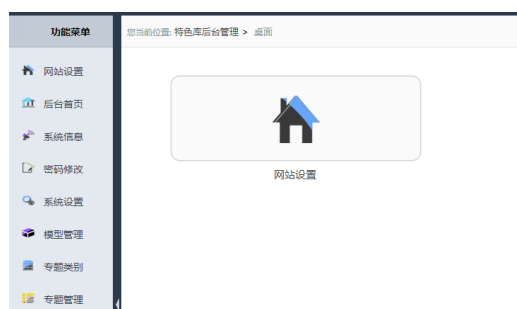 功能菜单
您当前位置: 特色库后台管理 > 桌面
网站设置
后台首页
系统信息
密码修改
系统设置
模型管理
专题类别
专题管理
网站设置